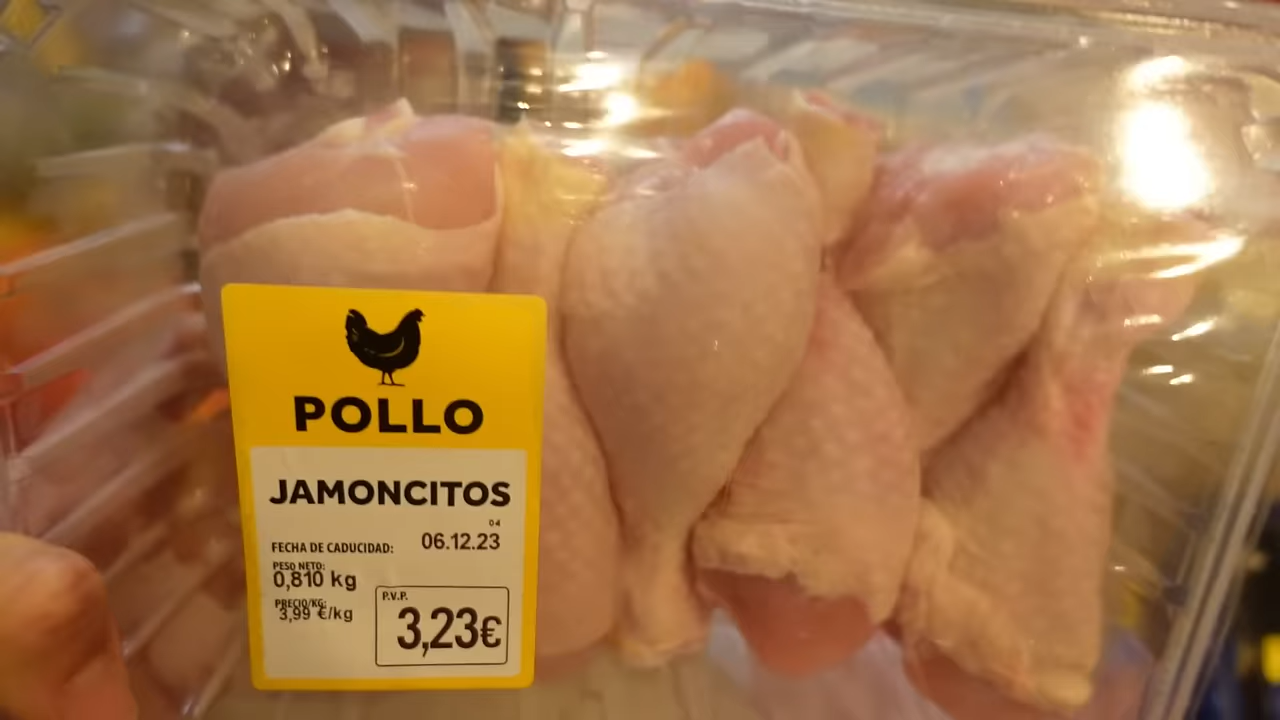 POLLO
JAMONCITOS
04
FECHA DE CADUCIDAD: 06.12.23
PESO NETO:
0,810 kg
PRECIO/KG:
3,99 €/kg
P.V.P.
3,23€